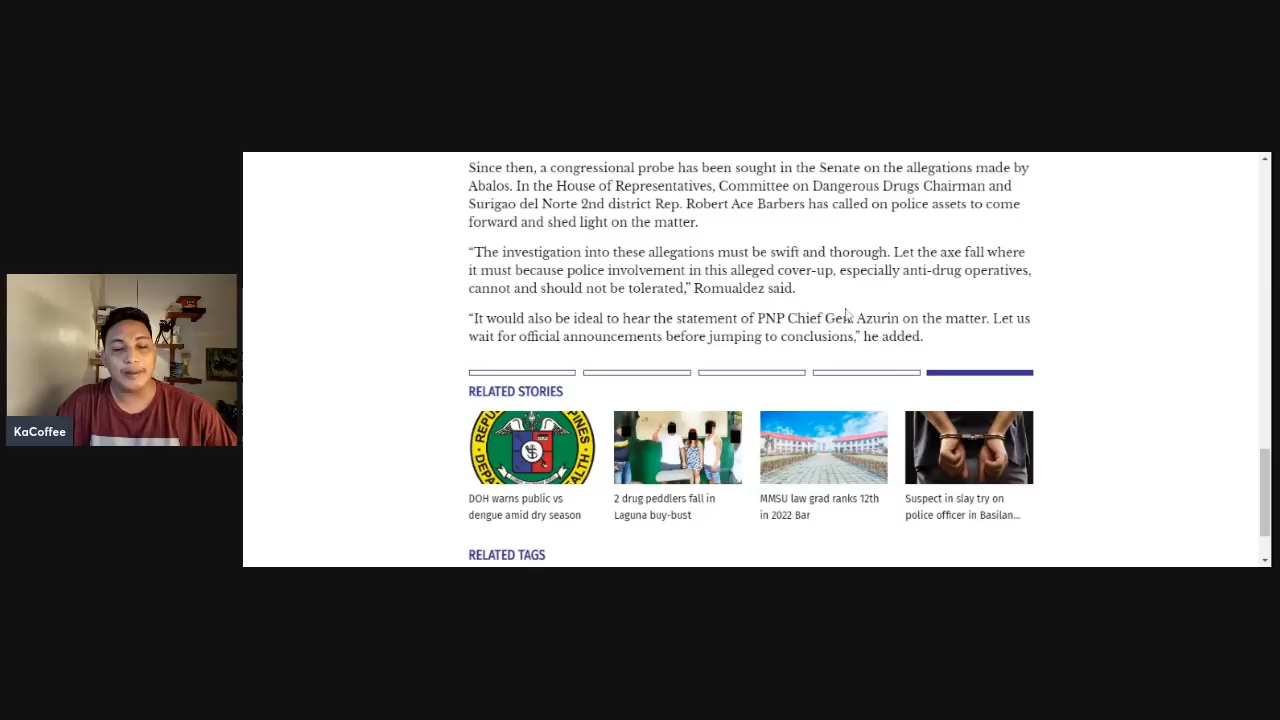 Since then, a congressional probe has been sought in the Senate on the allegations made by
Abalos. In the House of Representatives, Committee on Dangerous Drugs Chairman and
Surigao del Norte 2nd district Rep. Robert Ace Barbers has called on police assets to come
forward and shed light on the matter.
“The investigation into these allegations must be swift and thorough. Let the axe fall where
it must because police involvement in this alleged cover-up, especially anti-drug operatives,
cannot and should not be tolerated,” Romualdez said.
“It would also be ideal to hear the statement of PNP Chief Gen. Azurin on the matter. Let us
wait for official announcements before jumping to conclusions,” he added.
KaCoffee
RELATED STORIES
DOH warns public vs
dengue amid dry season
2 drug peddlers fall in
Laguna buy-bust
MMSU law grad ranks 12th
in 2022 Bar
Suspect in slay try on
police officer in Basilan...
RELATED TAGS